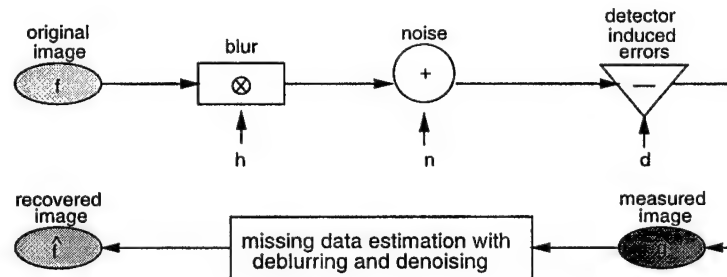 original
image
f
blur
⊗
h
noise
+
n
detector
induced
errors
—
d
recovered
image
f̂
missing data estimation with
deblurring and denoising
measured
image
g